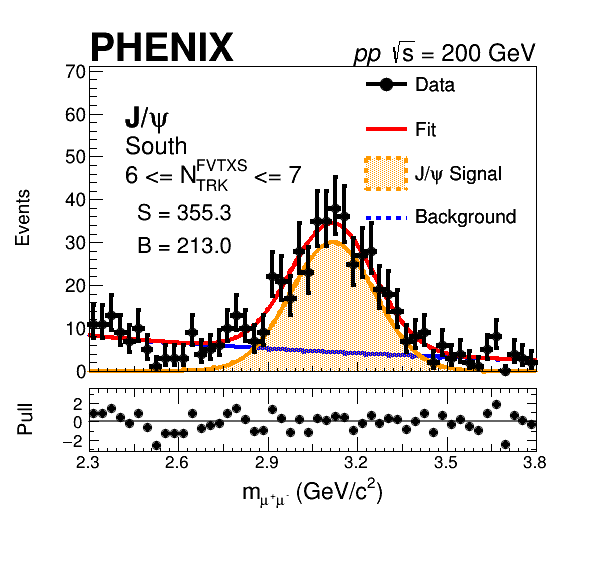 PHENIX
pp √s = 200 GeV
J/ψ
South
6 <= N^FVTXS_TRK <= 7
S = 355.3
B = 213.0
Data
Fit
J/ψ Signal
Background
Events
70
60
50
40
30
20
10
0
Pull
2
0
−2
2.3 2.6 2.9 3.2 3.5 3.8
m_μ⁺μ⁻ (GeV/c²)